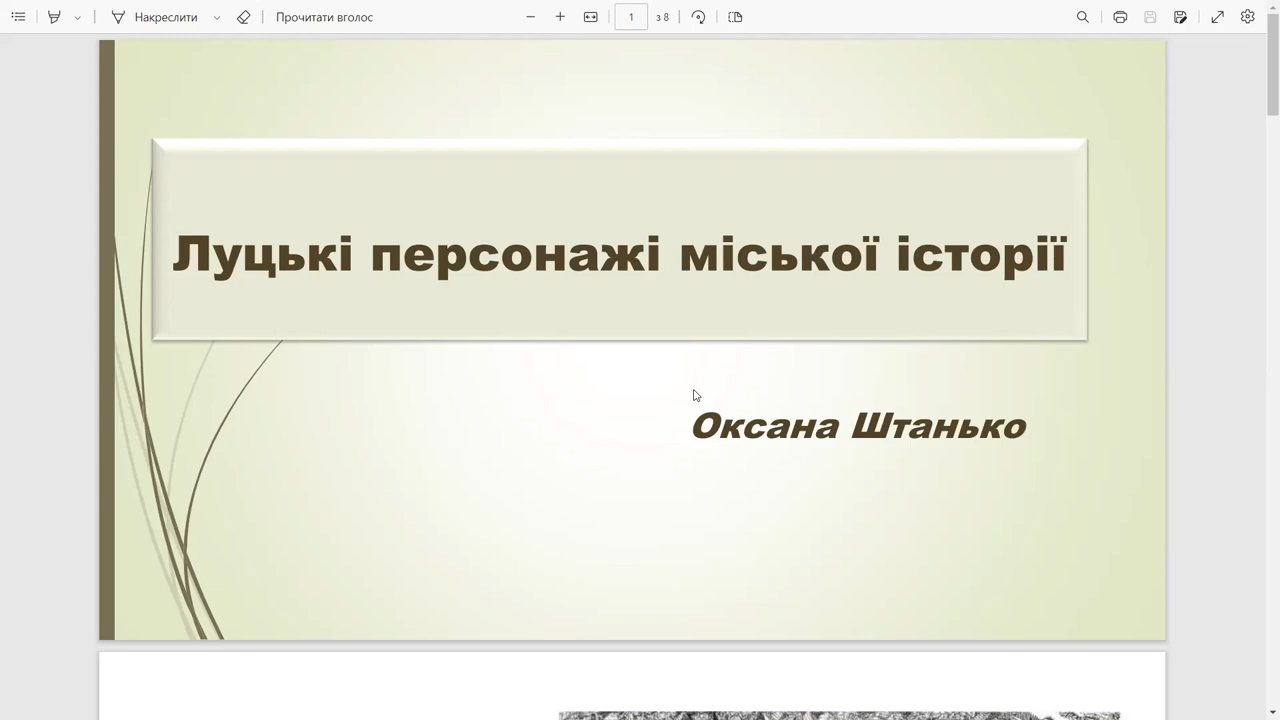 Накреслити
Прочитати вголос
1
з 8
Луцькі персонажі міської історії
Оксана Штанько